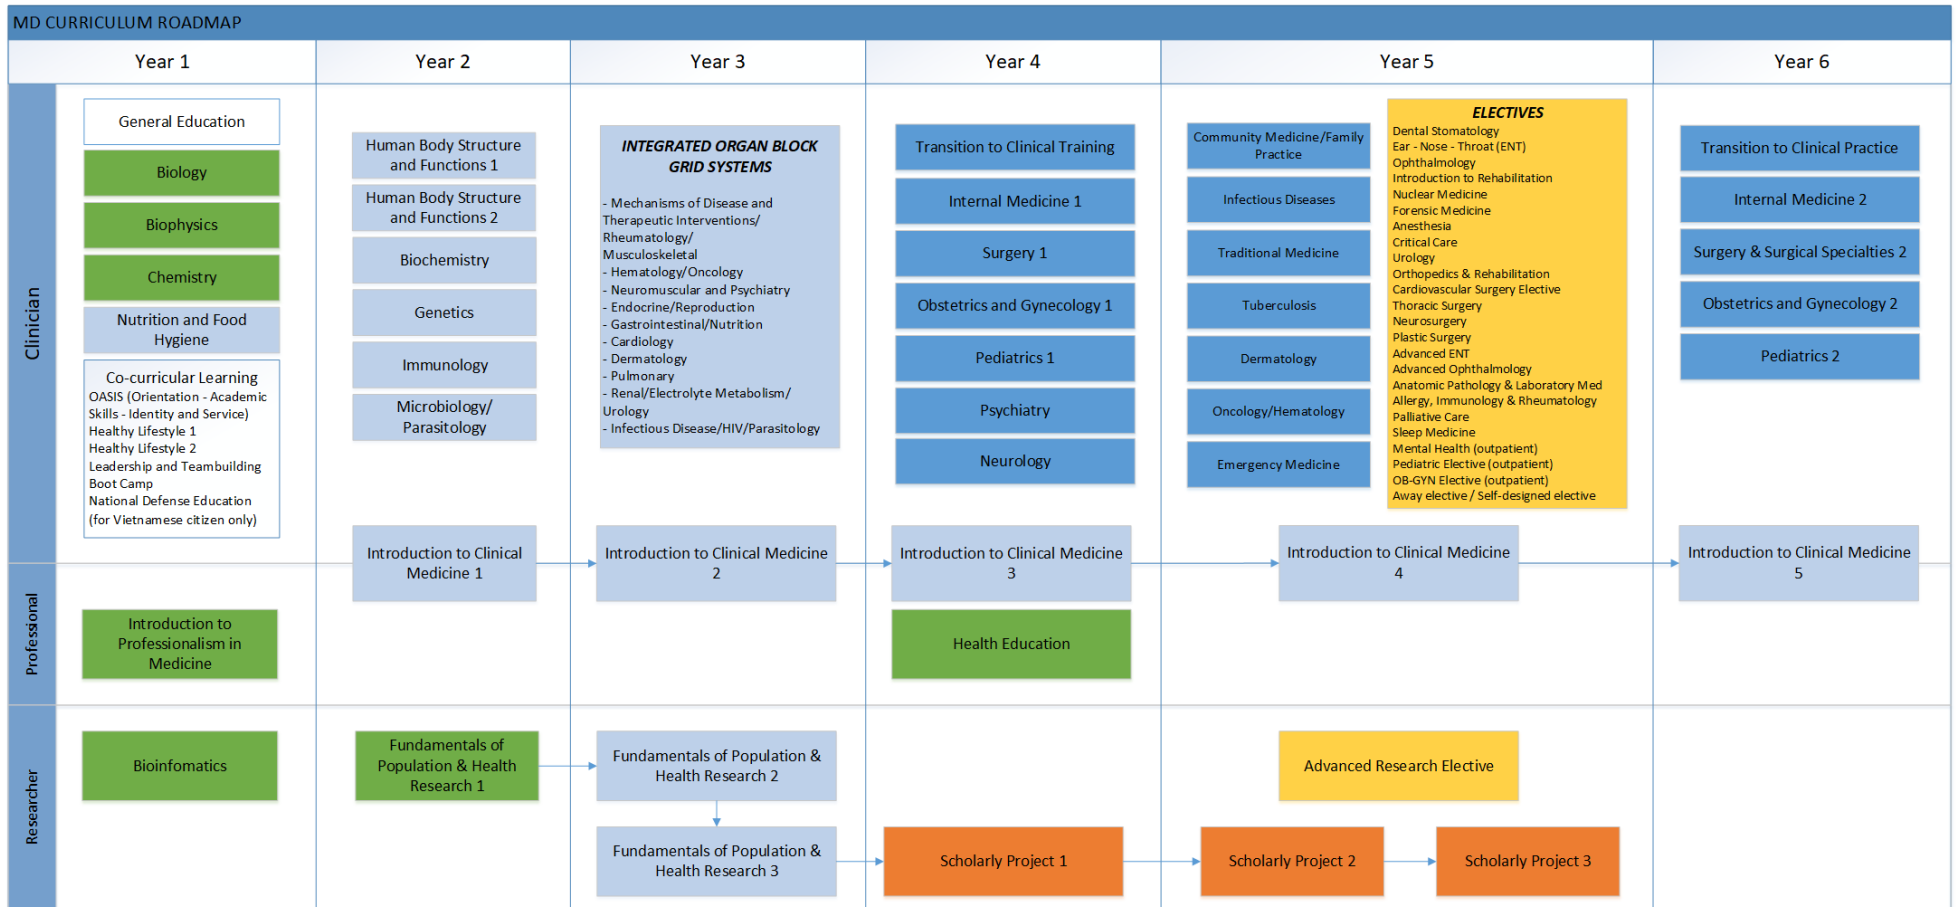 MD CURRICULUM ROADMAP
Year 1
Year 2
Year 3
Year 4
Year 5
Year 6
Clinician
General Education
Biology
Biophysics
Chemistry
Nutrition and Food
Hygiene
Co-curricular Learning
OASIS (Orientation - Academic
Skills - Identity and Service)
Healthy Lifestyle 1
Healthy Lifestyle 2
Leadership and Teambuilding
Boot Camp
National Defense Education
(for Vietnamese citizen only)
Human Body Structure
and Functions 1
Human Body Structure
and Functions 2
Biochemistry
Genetics
Immunology
Microbiology/
Parasitology
INTEGRATED ORGAN BLOCK
GRID SYSTEMS
- Mechanisms of Disease and
Therapeutic Interventions/
Rheumatology/
Musculoskeletal
- Hematology/Oncology
- Neuromuscular and Psychiatry
- Endocrine/Reproduction
- Gastrointestinal/Nutrition
- Cardiology
- Dermatology
- Pulmonary
- Renal/Electrolyte Metabolism/
Urology
- Infectious Disease/HIV/Parasitology
Transition to Clinical Training
Internal Medicine 1
Surgery 1
Obstetrics and Gynecology 1
Pediatrics 1
Psychiatry
Neurology
Community Medicine/Family
Practice
Infectious Diseases
Traditional Medicine
Tuberculosis
Dermatology
Oncology/Hematology
Emergency Medicine
ELECTIVES
Dental Stomatology
Ear - Nose - Throat (ENT)
Ophthalmology
Introduction to Rehabilitation
Nuclear Medicine
Forensic Medicine
Anesthesia
Critical Care
Urology
Orthopedics & Rehabilitation
Cardiovascular Surgery Elective
Thoracic Surgery
Neurosurgery
Plastic Surgery
Advanced ENT
Advanced Ophthalmology
Anatomic Pathology & Laboratory Med
Allergy, Immunology & Rheumatology
Palliative Care
Sleep Medicine
Mental Health (outpatient)
Pediatric Elective (outpatient)
OB-GYN Elective (outpatient)
Away elective / Self-designed elective
Transition to Clinical Practice
Internal Medicine 2
Surgery & Surgical Specialties 2
Obstetrics and Gynecology 2
Pediatrics 2
Introduction to Clinical
Medicine 1
Introduction to Clinical Medicine
2
Introduction to Clinical Medicine
3
Introduction to Clinical Medicine
4
Introduction to Clinical Medicine
5
Professional
Introduction to
Professionalism in
Medicine
Health Education
Researcher
Bioinfomatics
Fundamentals of
Population & Health
Research 1
Fundamentals of Population &
Health Research 2
Advanced Research Elective
Fundamentals of Population &
Health Research 3
Scholarly Project 1
Scholarly Project 2
Scholarly Project 3